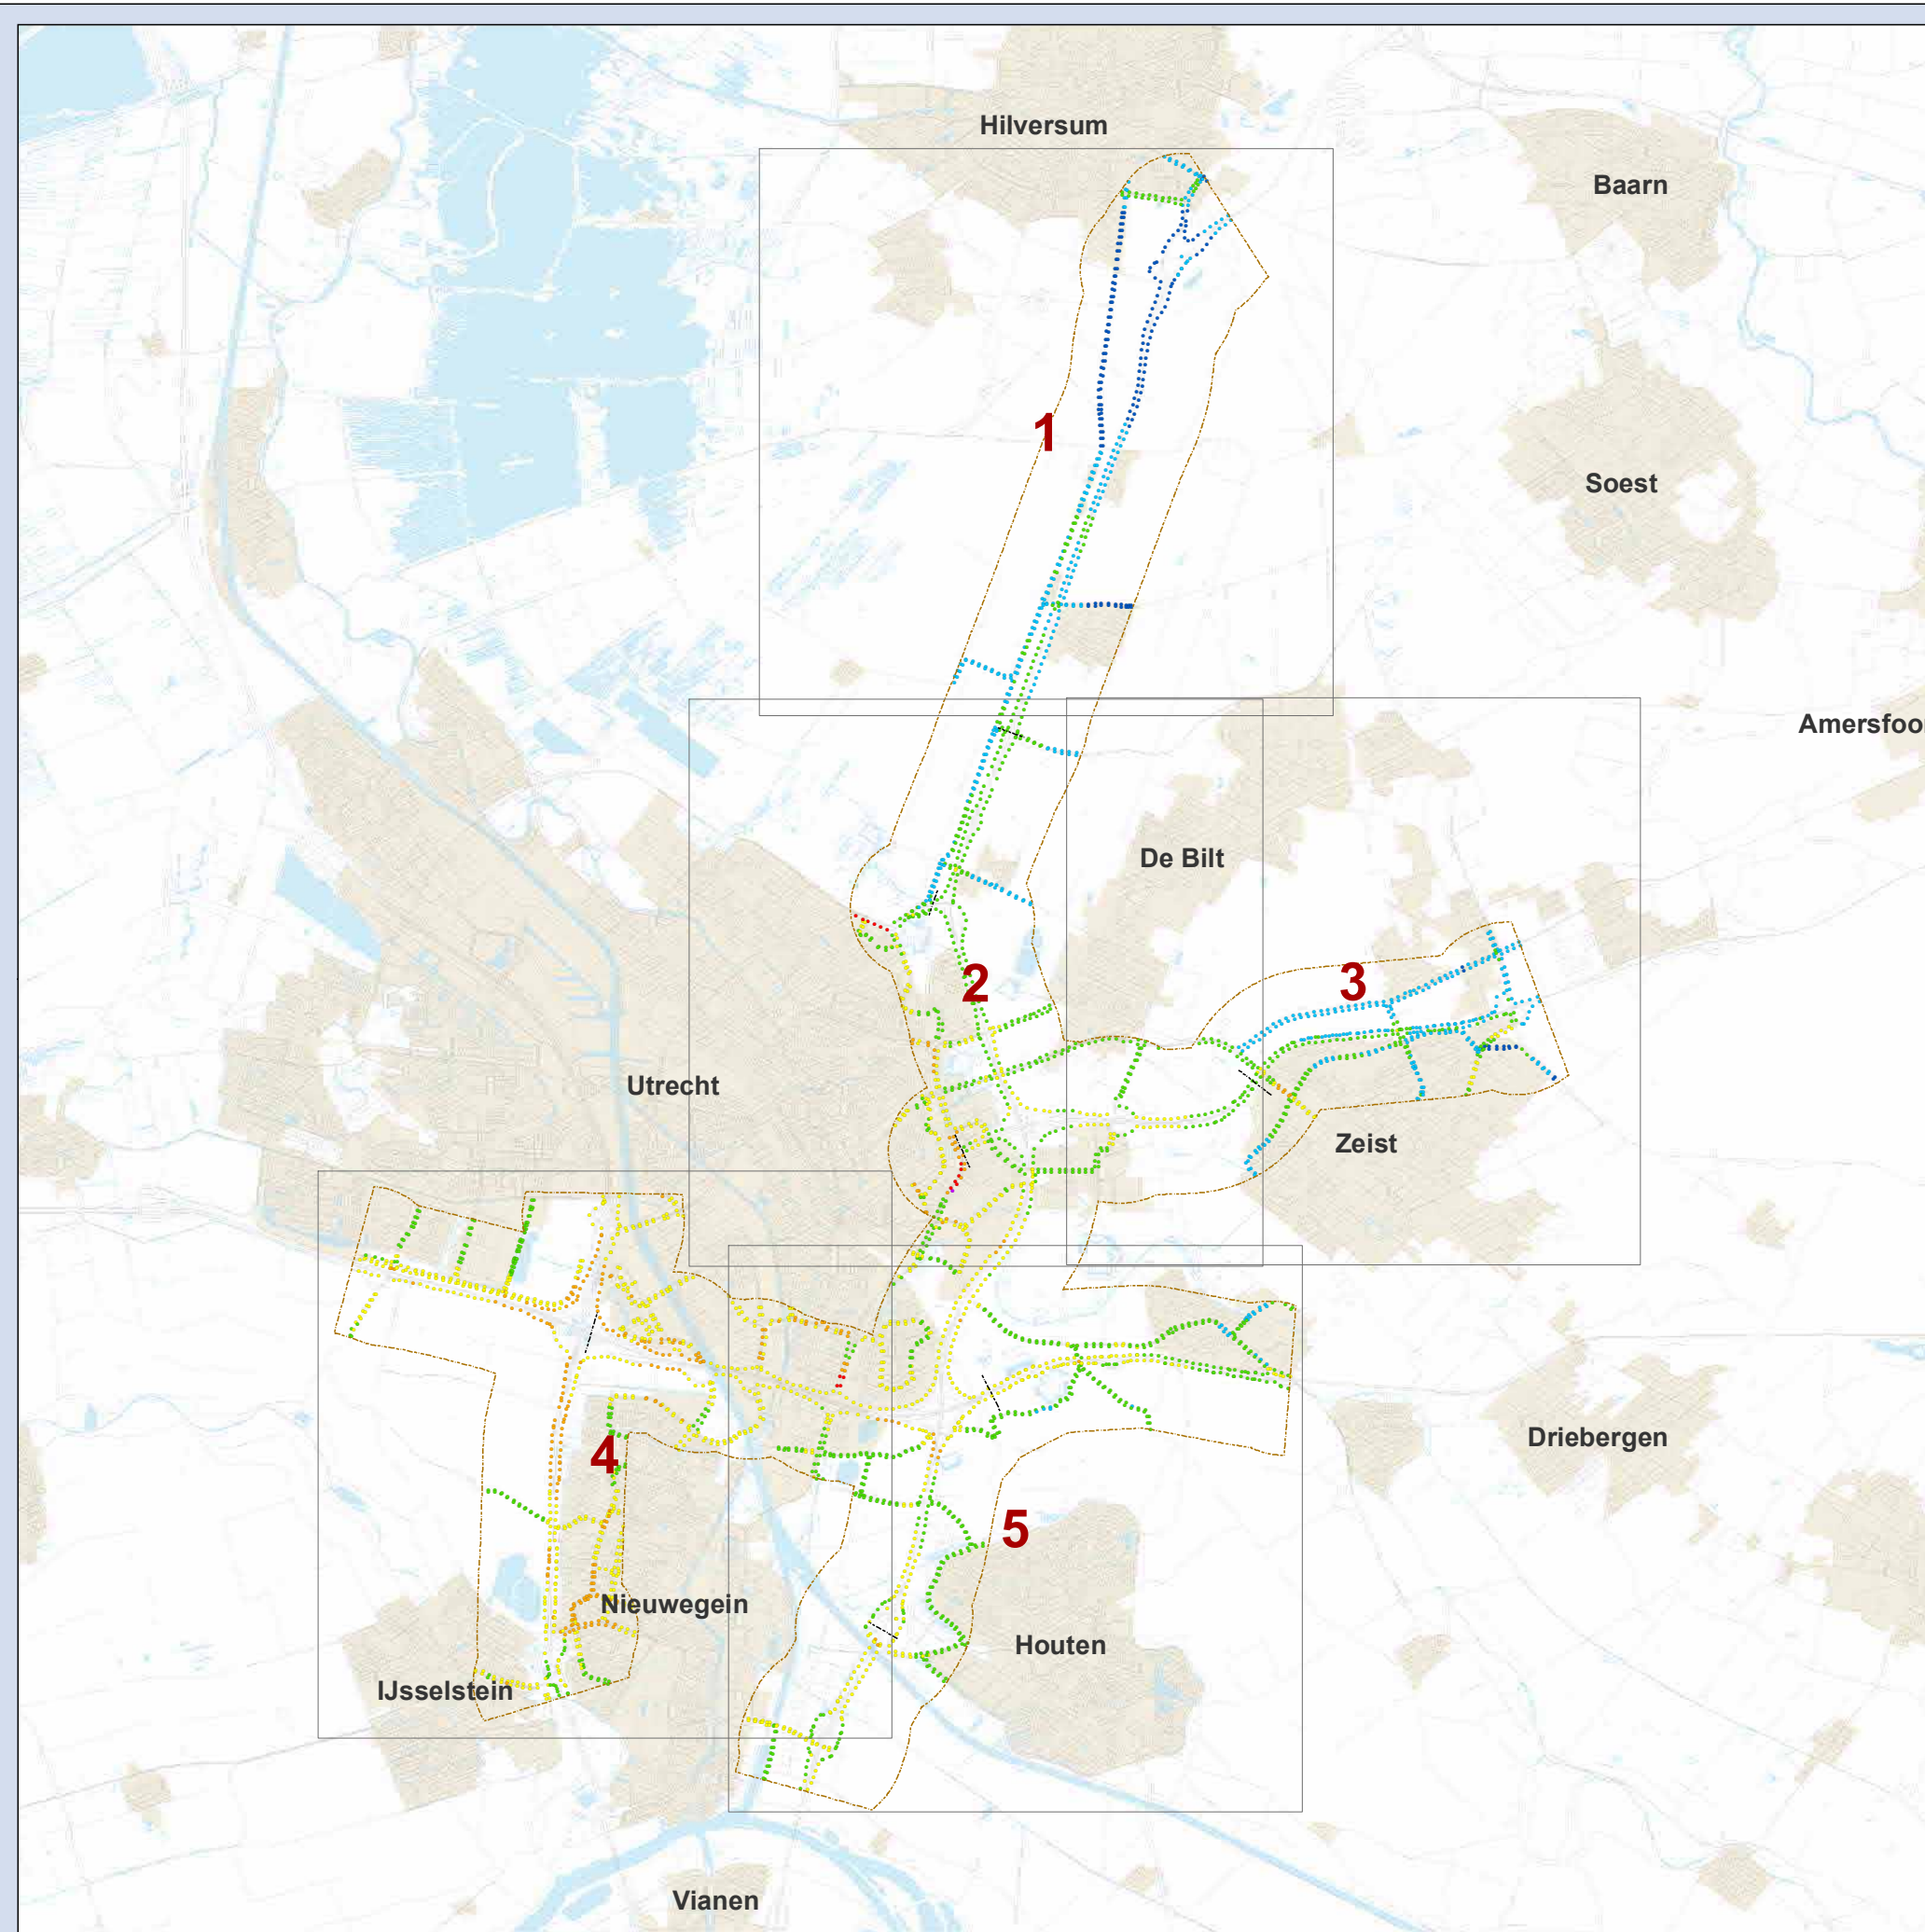 Hilversum
Baarn
1
Soest
Amersfoo
De Bilt
2
3
Utrecht
Zeist
4
Driebergen
5
Nieuwegein
Houten
IJsselstein
Vianen